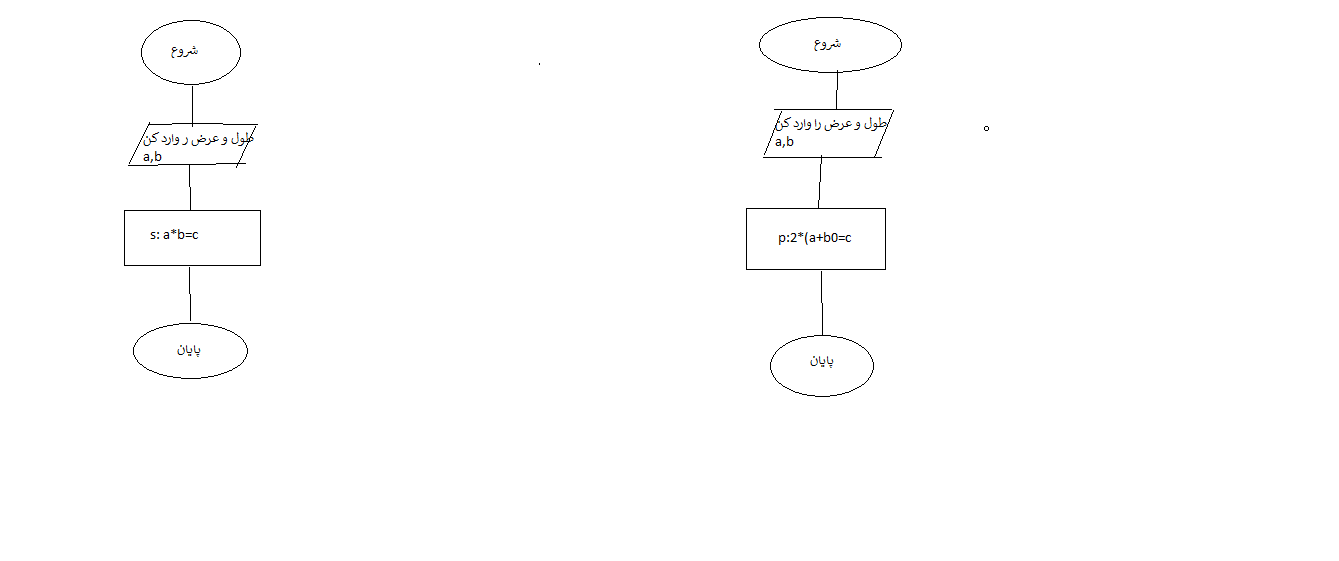 شروع
طول و عرض ر وارد کن
a,b
s: a*b=c
پایان
شروع
طول و عرض را وارد کن
a,b
p:2*(a+b0=c
پایان